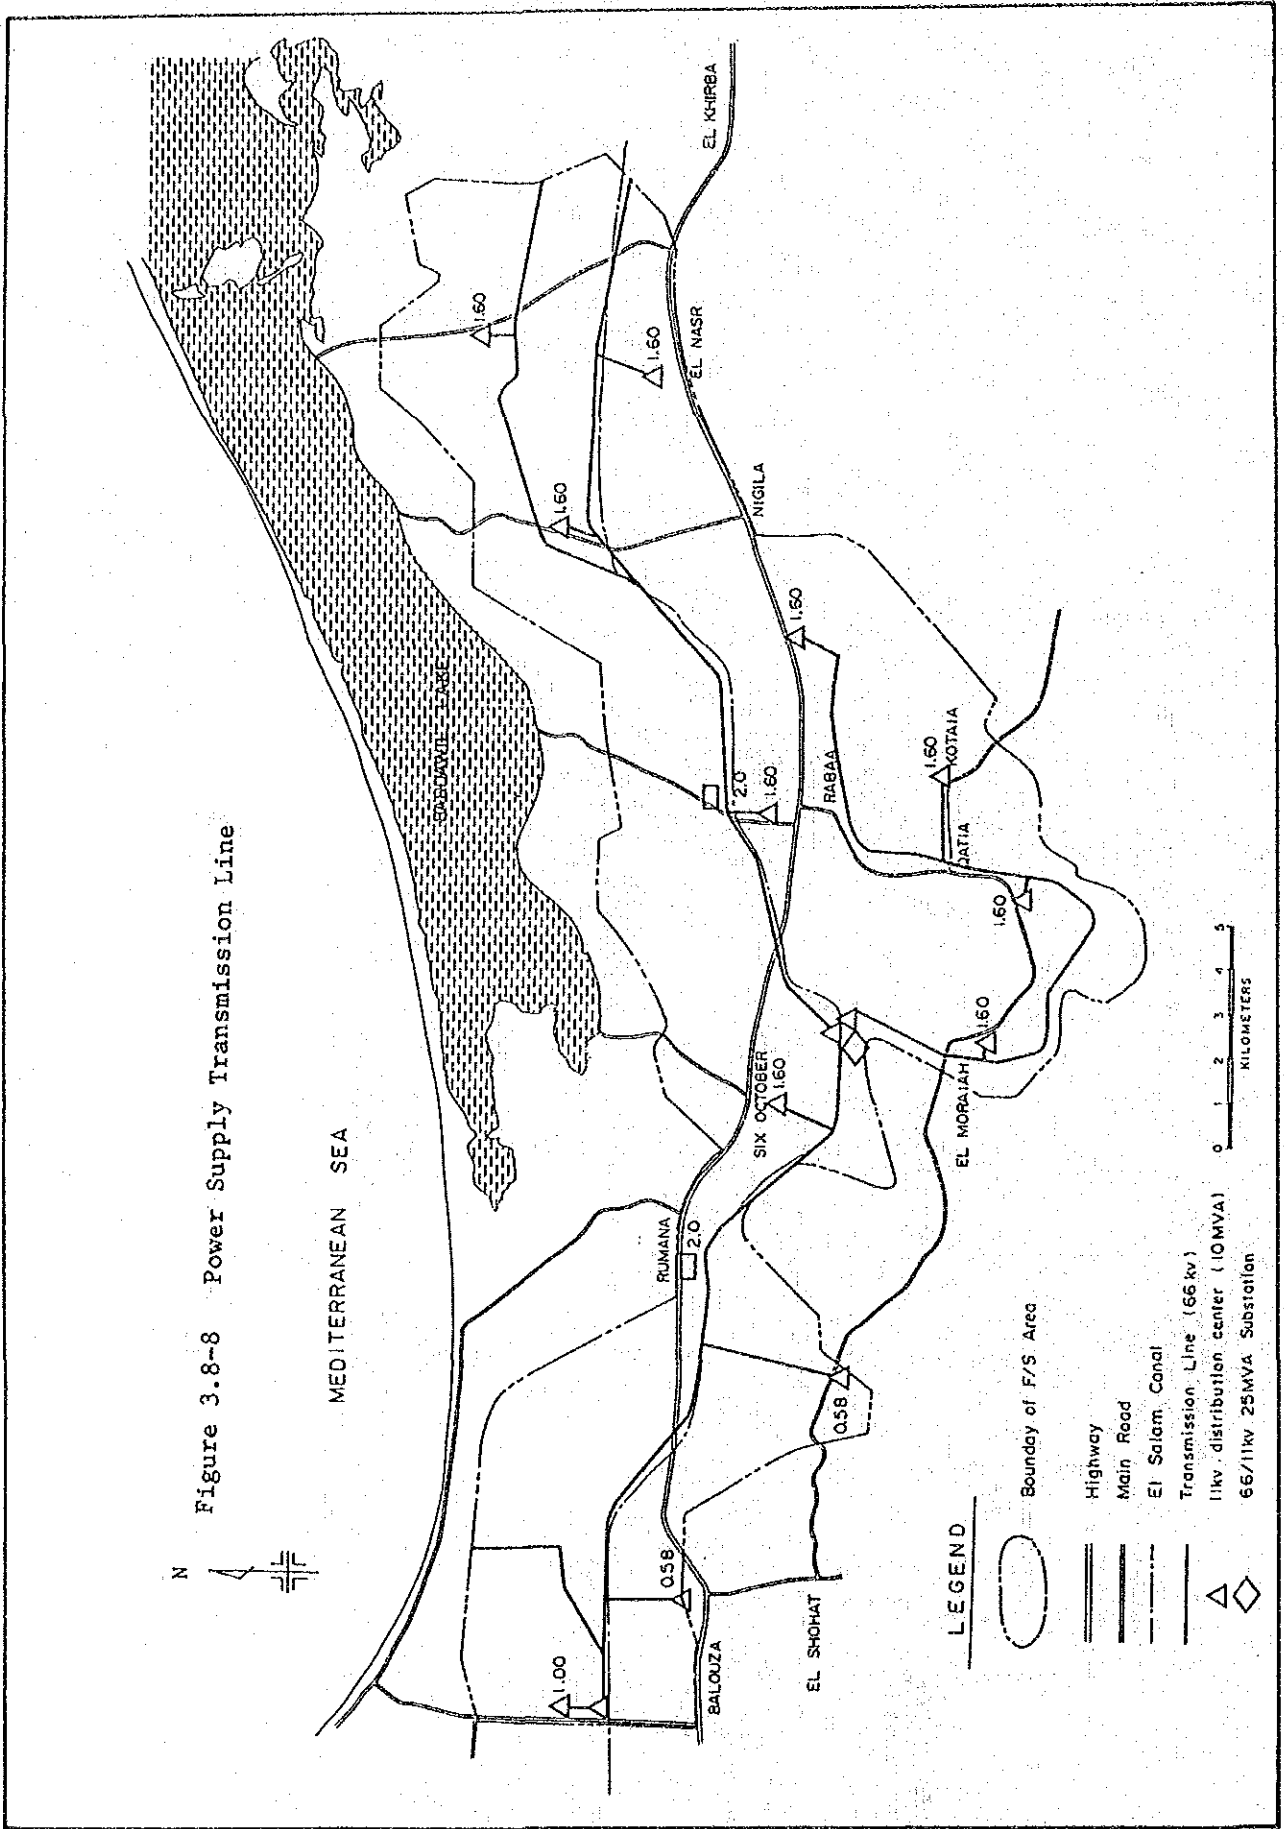 Figure 3.8-8 Power Supply Transmission Line
N
MEDITERRANEAN SEA
LAKE
EL KHIRBA
1.60
1.60
EL NASR
1.60
NIGILA
1.60
2.0
1.60
RABAA
1.60
KOTAIA
QATIA
1.60
SIX OCTOBER
1.60
1.60
EL MORAIAH
RUMANA
2.0
0.58
0.58
1.00
BALOUZA
EL SHOHAT
0 1 2 3 4 5
KILOMETERS
LEGEND
Bounday of F/S Area
Highway
Main Road
El Salam Canal
Transmission Line (66 kv)
11kv. distribution center (10MVA)
66/11kv 25MVA Substation